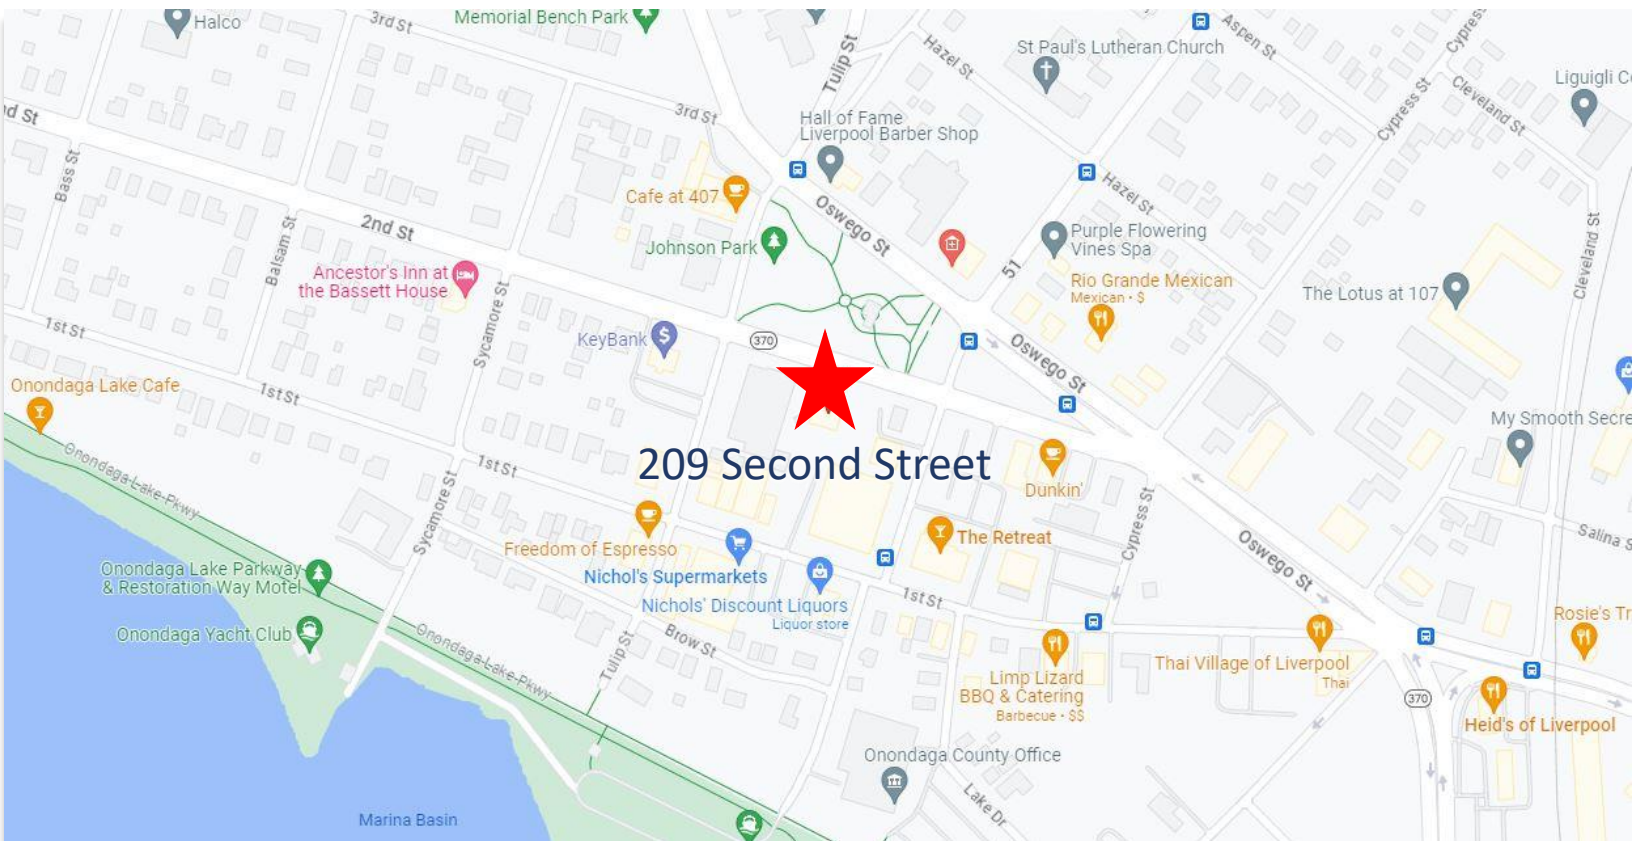 Halco
3rd St
Memorial Bench Park
Tulip St
Hazel St
St Paul's Lutheran Church
Aspen St
Cypress St
Cleveland St
3rd St
Hall of Fame
Liverpool Barber Shop
Cypress St
Bass St
Cafe at 407
Hazel St
2nd St
Oswego St
Johnson Park
Purple Flowering
Vines Spa
51
Balsam St
Ancestor's Inn at
the Bassett House
Rio Grande Mexican
Mexican • $
The Lotus at 107
Cleveland St
1st St
Sycamore St
KeyBank
370
Oswego St
Onondaga Lake Cafe
1st St
209 Second Street
1st St
Onondaga Lake Pkwy
Sycamore St
Dunkin'
Cypress St
Freedom of Espresso
The Retreat
Oswego St
Onondaga Lake Parkway
& Restoration Way Motel
Nichol's Supermarkets
Nichols' Discount Liquors
Liquor store
1st St
Onondaga Yacht Club
Onondaga Lake Pkwy
Tulip St
Brow St
Limp Lizard
BBQ & Catering
Barbecue • $$
Thai Village of Liverpool
Thai
370
Heid's of Liverpool
Onondaga County Office
Lake Dr
Marina Basin